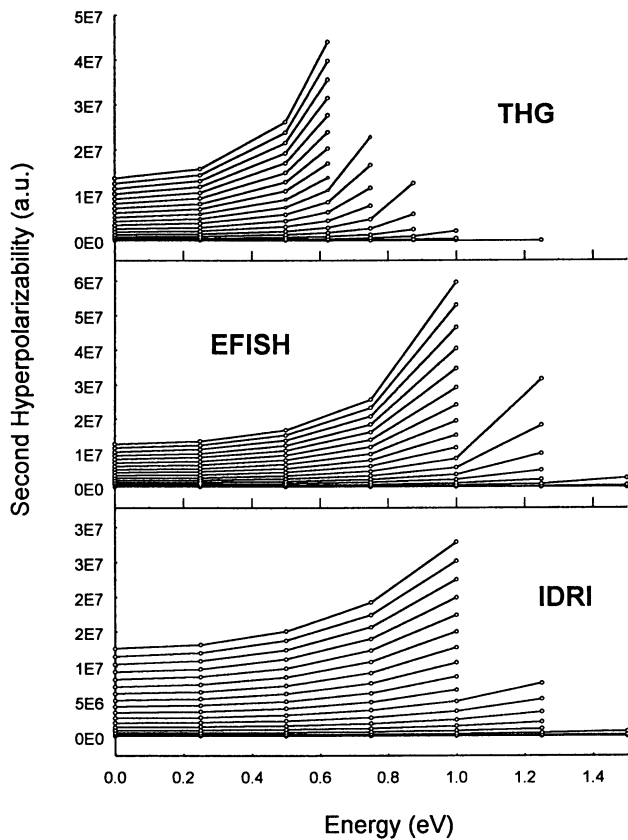 Second Hyperpolarizability (a.u.)
5E7
4E7
3E7
2E7
1E7
0E0
THG
6E7
5E7
4E7
3E7
2E7
1E7
0E0
EFISH
3E7
3E7
2E7
2E7
1E7
5E6
0E0
IDRI
0.0 0.2 0.4 0.6 0.8 1.0 1.2 1.4
Energy (eV)